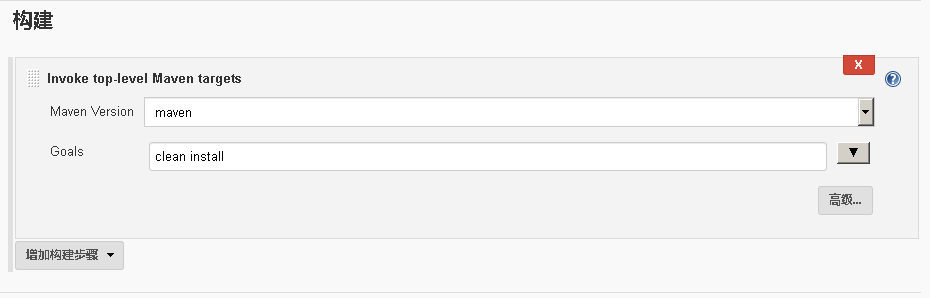 构建
Invoke top-level Maven targets
X
?
Maven Version
maven
Goals
clean install
高级...
增加构建步骤